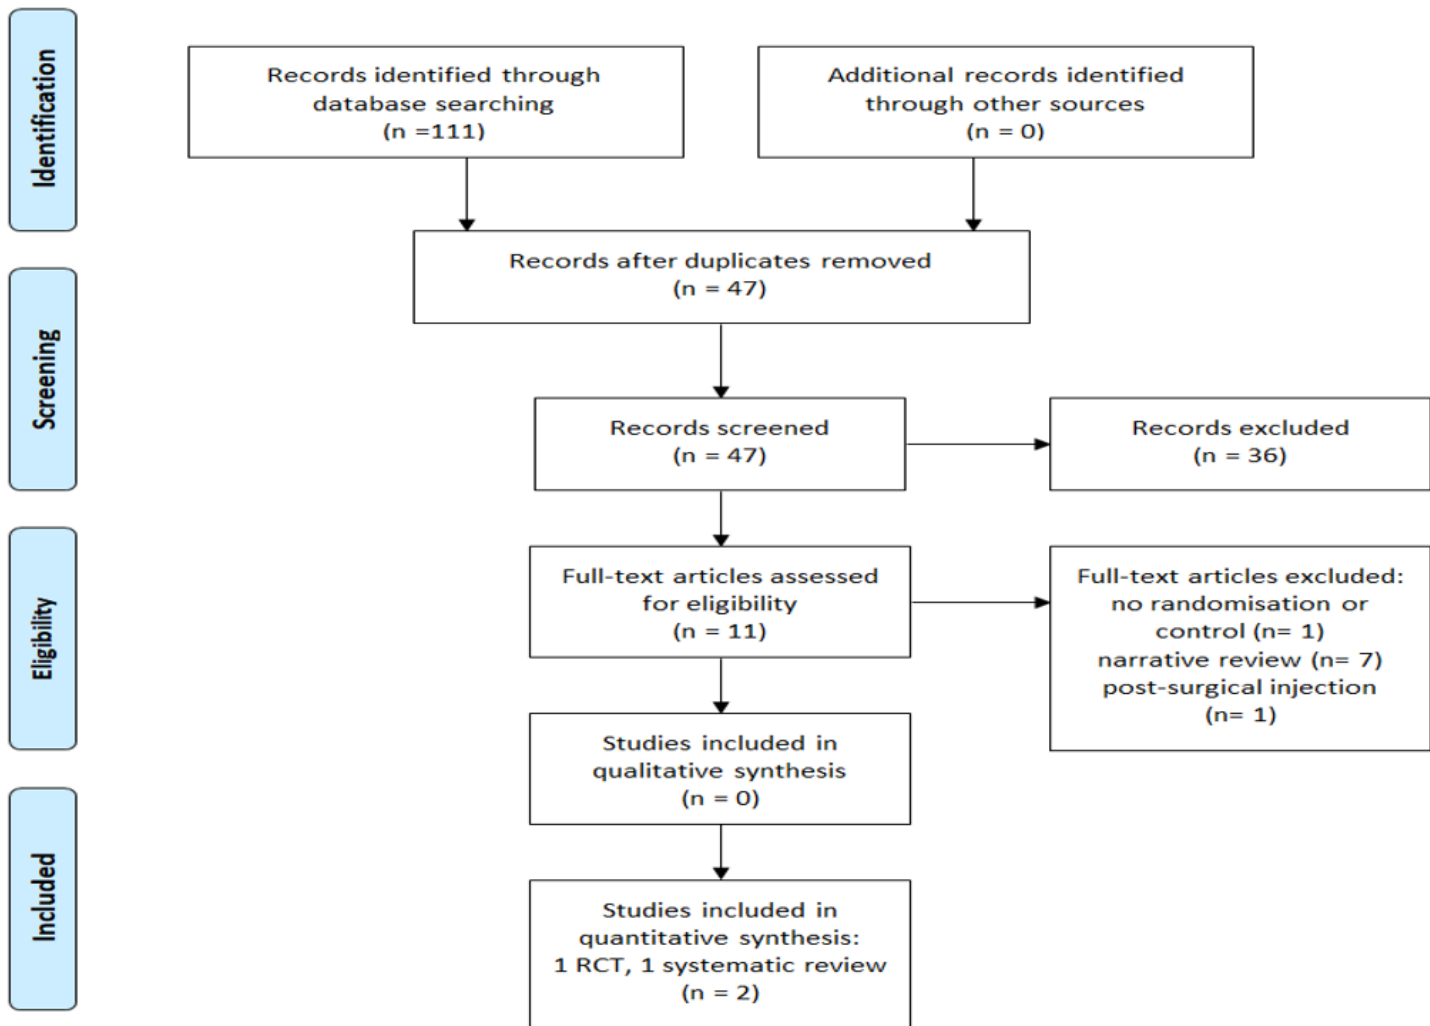 Identification
Records identified through
database searching
(n =111)
Additional records identified
through other sources
(n = 0)
Records after duplicates removed
(n = 47)
Screening
Records screened
(n = 47)
Records excluded
(n = 36)
Eligibility
Full-text articles assessed
for eligibility
(n = 11)
Full-text articles excluded:
no randomisation or
control (n= 1)
narrative review (n= 7)
post-surgical injection
(n= 1)
Studies included in
qualitative synthesis
(n = 0)
Included
Studies included in
quantitative synthesis:
1 RCT, 1 systematic review
(n = 2)